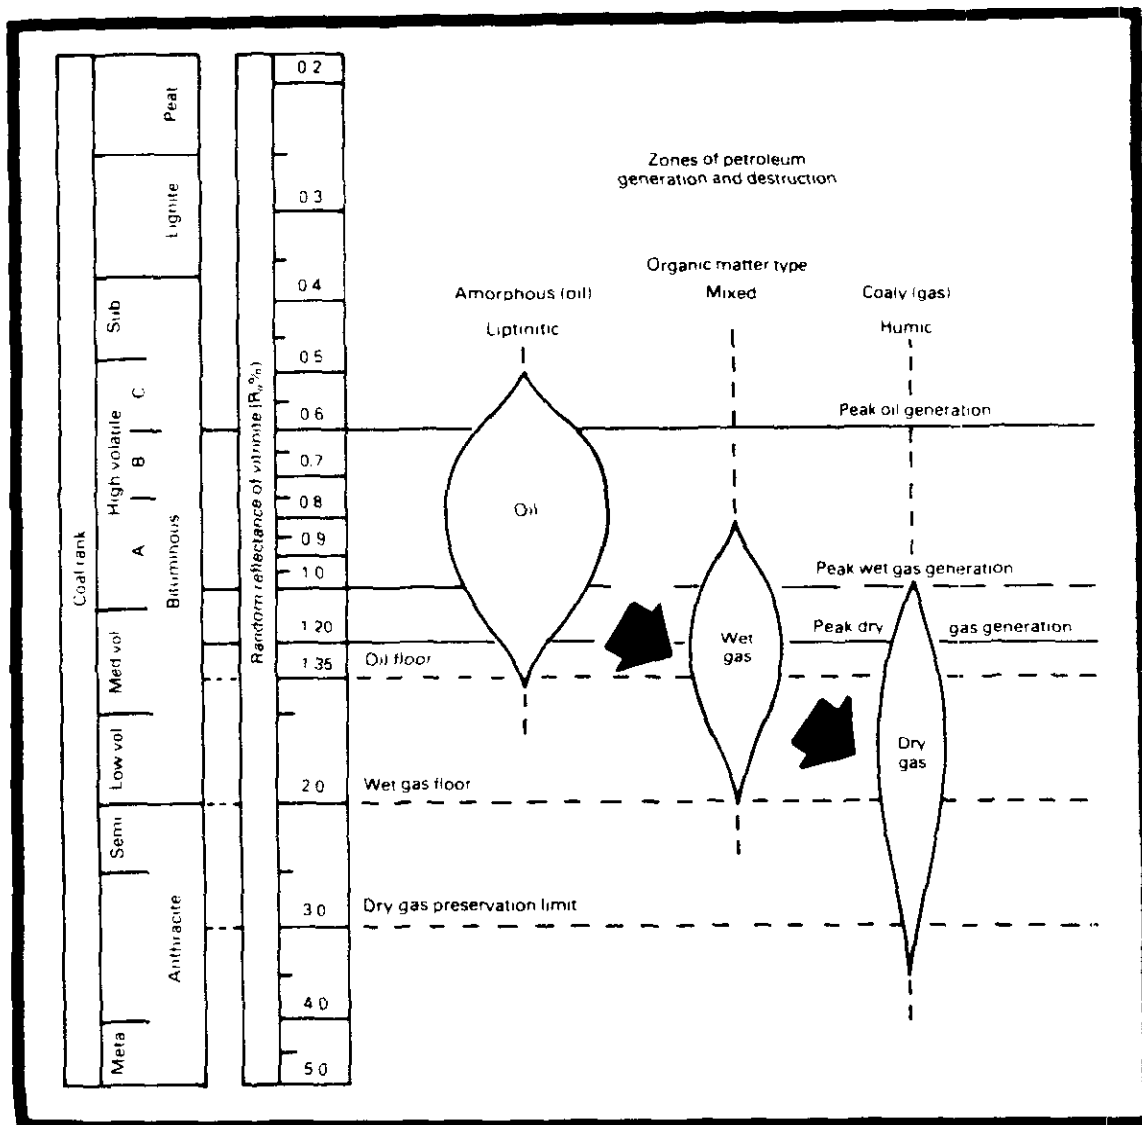 Coal rank
Peat
Lignite
Sub
High volatile
C
B
A
Bituminous
Med vol
Low vol
Semi
Anthracite
Meta
Random reflectance of vitrinite (Ro%)
0.2
0.3
0.4
0.5
0.6
0.7
0.8
0.9
1.0
1.20
1.35
2.0
3.0
4.0
5.0
Zones of petroleum
generation and destruction
Organic matter type
Amorphous (oil)
Mixed
Coaly (gas)
Liptinitic
Humic
Peak oil generation
Oil
Peak wet gas generation
Peak dry gas generation
Wet
gas
Oil floor
Dry
gas
Wet gas floor
Dry gas preservation limit